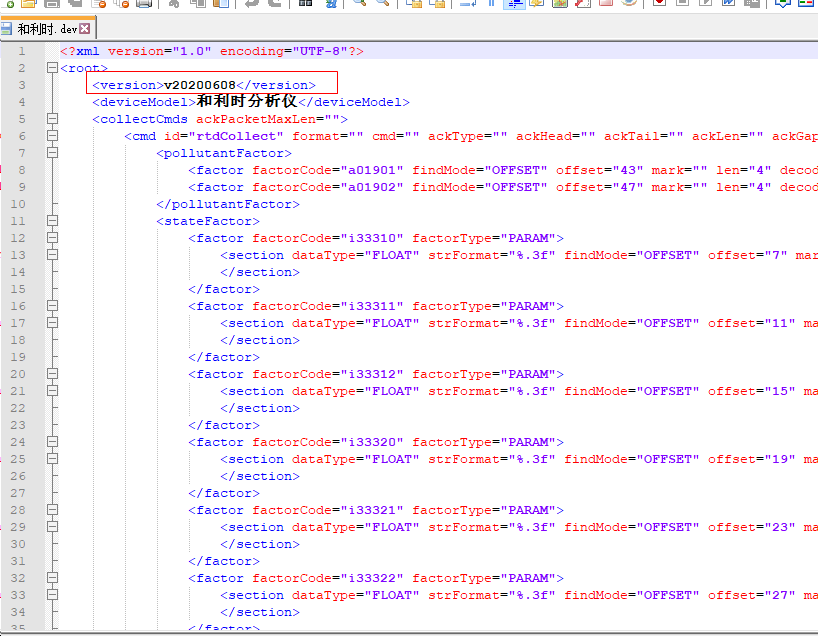 和利时.dev
1 <?xml version="1.0" encoding="UTF-8"?>
2 <root>
3 <version>v20200608</version>
4 <deviceModel>和利时分析仪</deviceModel>
5 <collectCmds ackPacketMaxLen="">
6 <cmd id="rtdCollect" format="" cmd="" ackType="" ackHead="" ackTail="" ackLen="" ackGap
7 <pollutantFactor>
8 <factor factorCode="a01901" findMode="OFFSET" offset="43" mark="" len="4" decod
9 <factor factorCode="a01902" findMode="OFFSET" offset="47" mark="" len="4" decod
10 </pollutantFactor>
11 <stateFactor>
12 <factor factorCode="i33310" factorType="PARAM">
13 <section dataType="FLOAT" strFormat="%.3f" findMode="OFFSET" offset="7" mar
14 </section>
15 </factor>
16 <factor factorCode="i33311" factorType="PARAM">
17 <section dataType="FLOAT" strFormat="%.3f" findMode="OFFSET" offset="11" ma
18 </section>
19 </factor>
20 <factor factorCode="i33312" factorType="PARAM">
21 <section dataType="FLOAT" strFormat="%.3f" findMode="OFFSET" offset="15" ma
22 </section>
23 </factor>
24 <factor factorCode="i33320" factorType="PARAM">
25 <section dataType="FLOAT" strFormat="%.3f" findMode="OFFSET" offset="19" ma
26 </section>
27 </factor>
28 <factor factorCode="i33321" factorType="PARAM">
29 <section dataType="FLOAT" strFormat="%.3f" findMode="OFFSET" offset="23" ma
30 </section>
31 </factor>
32 <factor factorCode="i33322" factorType="PARAM">
33 <section dataType="FLOAT" strFormat="%.3f" findMode="OFFSET" offset="27" ma
34 </section>
35 </factor>